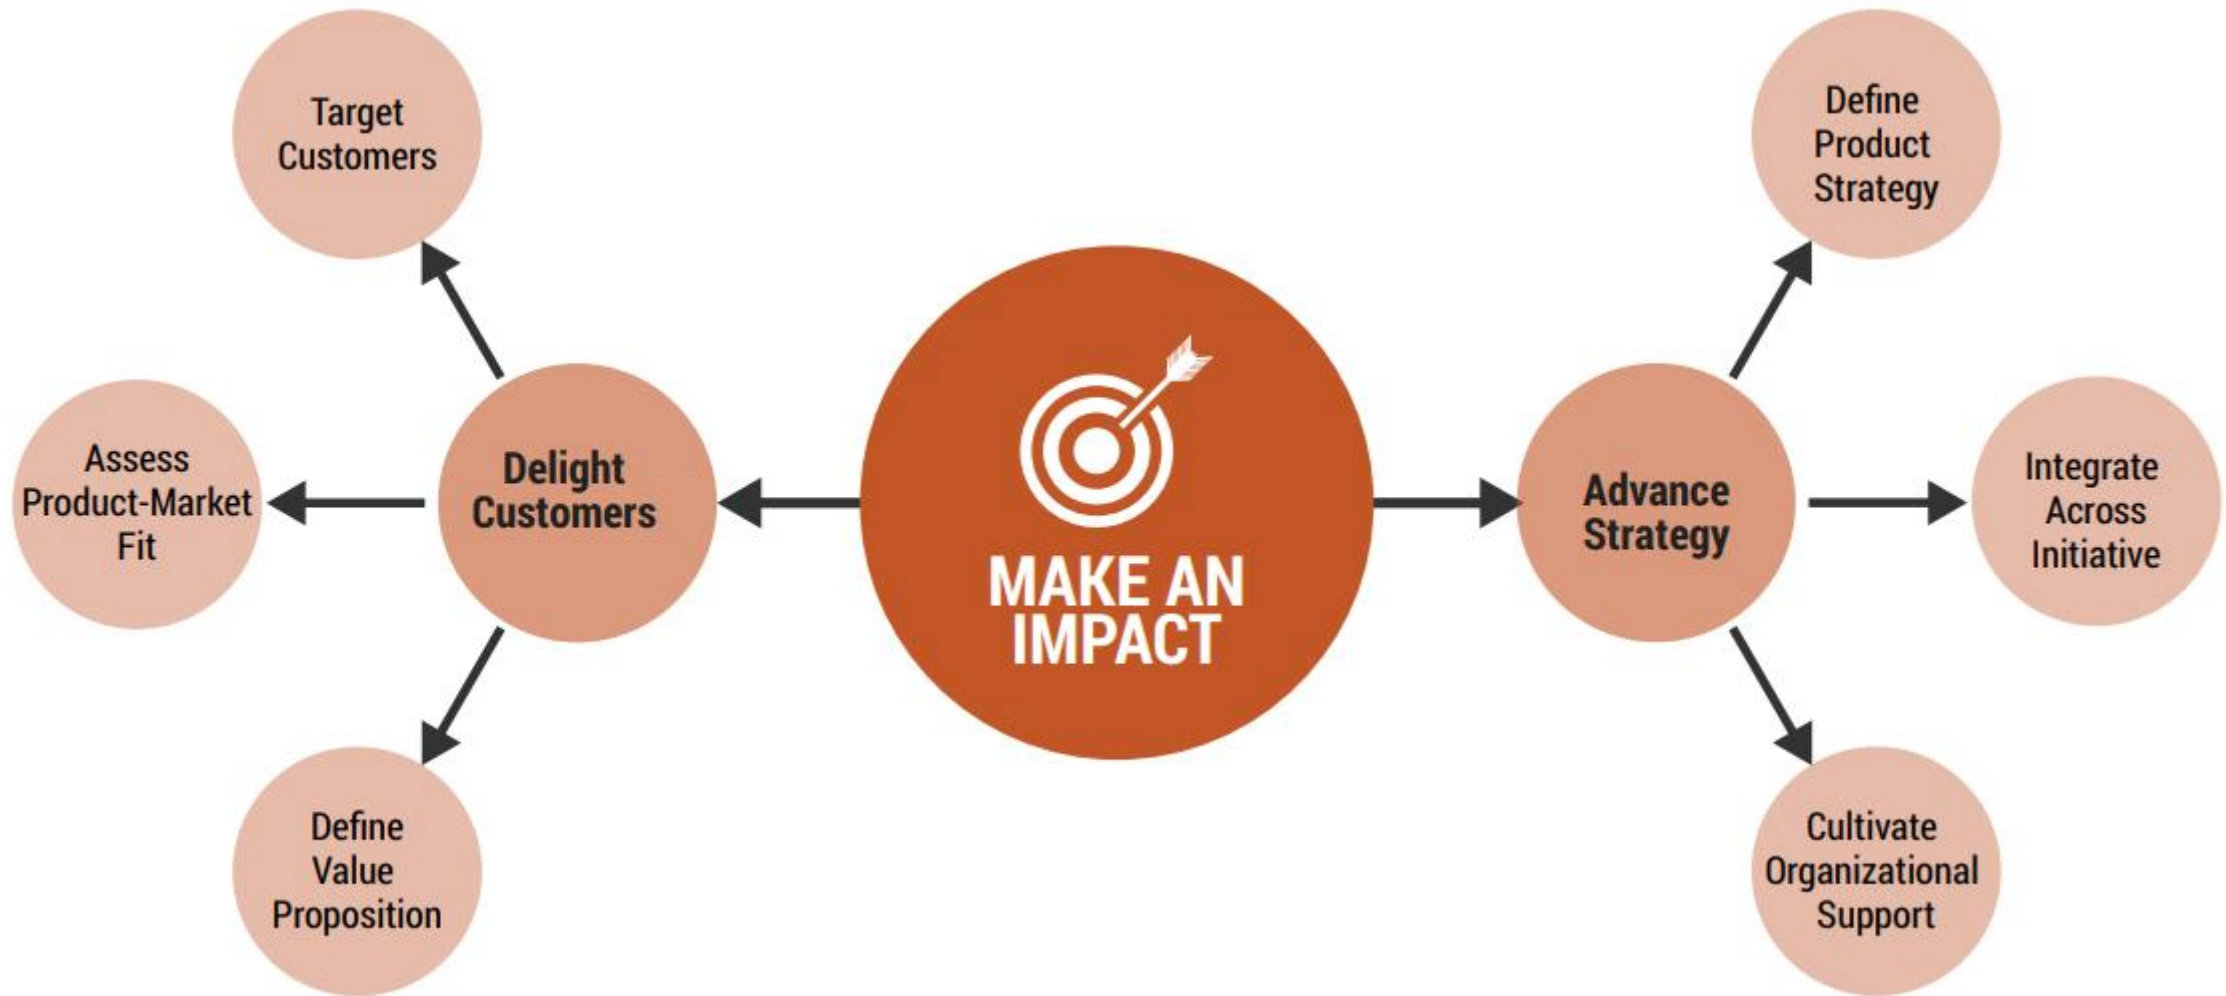 Target
Customers
Assess
Product-Market
Fit
Delight
Customers
Define
Value
Proposition
MAKE AN
IMPACT
Define
Product
Strategy
Advance
Strategy
Integrate
Across
Initiative
Cultivate
Organizational
Support